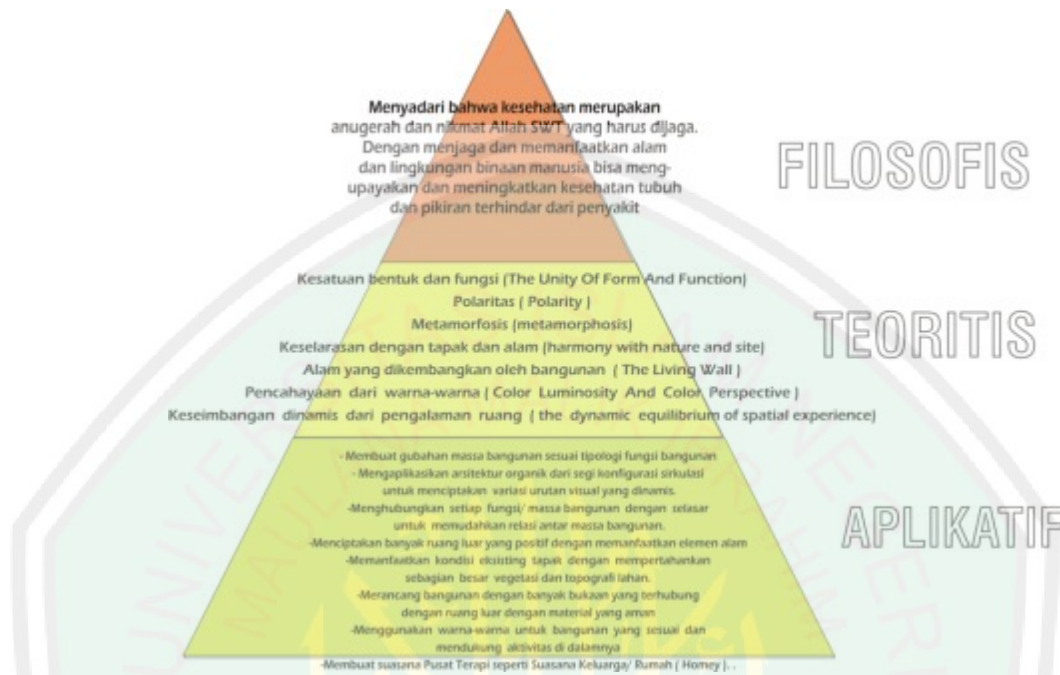 Menyadari bahwa kesehatan merupakan
anugerah dan nikmat Allah SWT yang harus dijaga.
Dengan menjaga dan memanfaatkan alam
dan lingkungan binaan manusia bisa meng-
upayakan dan meningkatkan kesehatan tubuh
dan pikiran terhindar dari penyakit
FILOSOFIS
Kesatuan bentuk dan fungsi (The Unity Of Form And Function)
Polaritas ( Polarity )
Metamorfosis (metamorphosis)
Keselarasan dengan tapak dan alam (harmony with nature and site)
Alam yang dikembangkan oleh bangunan ( The Living Wall )
Pencahayaan dari warna-warna ( Color Luminosity And Color Perspective )
Keseimbangan dinamis dari pengalaman ruang ( the dynamic equilibrium of spatial experience)
TEORITIS
- Membuat gubahan massa bangunan sesuai tipologi fungsi bangunan
- Mengaplikasikan arsitektur organik dari segi konfigurasi sirkulasi
untuk menciptakan variasi urutan visual yang dinamis.
-Menghubungkan setiap fungsi/ massa bangunan dengan selasar
untuk memudahkan relasi antar massa bangunan.
-Menciptakan banyak ruang luar yang positif dengan memanfaatkan elemen alam
-Memanfaatkan kondisi eksisting tapak dengan mempertahankan
sebagian besar vegetasi dan topografi lahan.
-Merancang bangunan dengan banyak bukaan yang terhubung
dengan ruang luar dengan material yang aman
-Menggunakan warna-warna untuk bangunan yang sesuai dan
mendukung aktivitas di dalamnya
-Membuat suasana Pusat Terapi seperti Suasana Keluarga/ Rumah ( Homey ). .
APLIKATIF